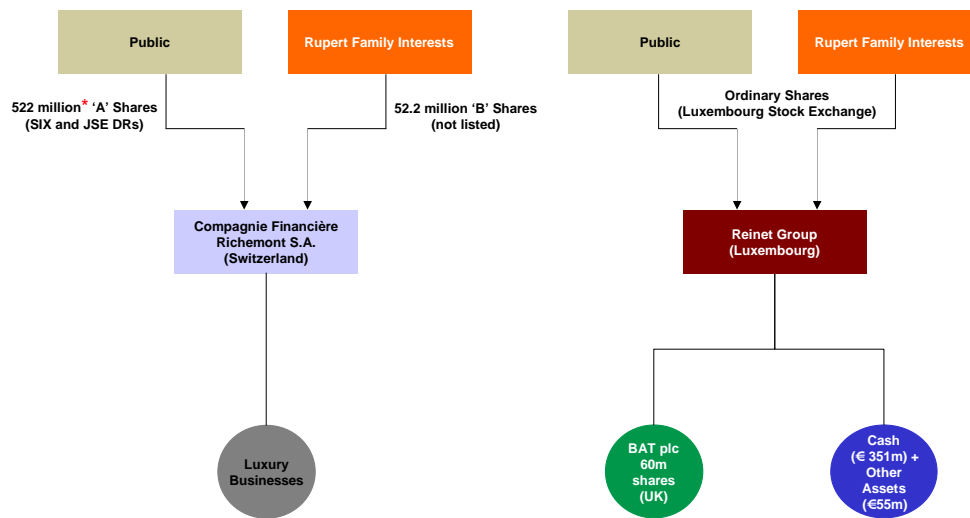 Public
Rupert Family Interests
Public
Rupert Family Interests
522 million* ‘A’ Shares
(SIX and JSE DRs)
52.2 million ‘B’ Shares
(not listed)
Ordinary Shares
(Luxembourg Stock Exchange)
Compagnie Financière
Richemont S.A.
(Switzerland)
Reinet Group
(Luxembourg)
Luxury
Businesses
BAT plc
60m
shares
(UK)
Cash
(€ 351m) +
Other
Assets
(€55m)